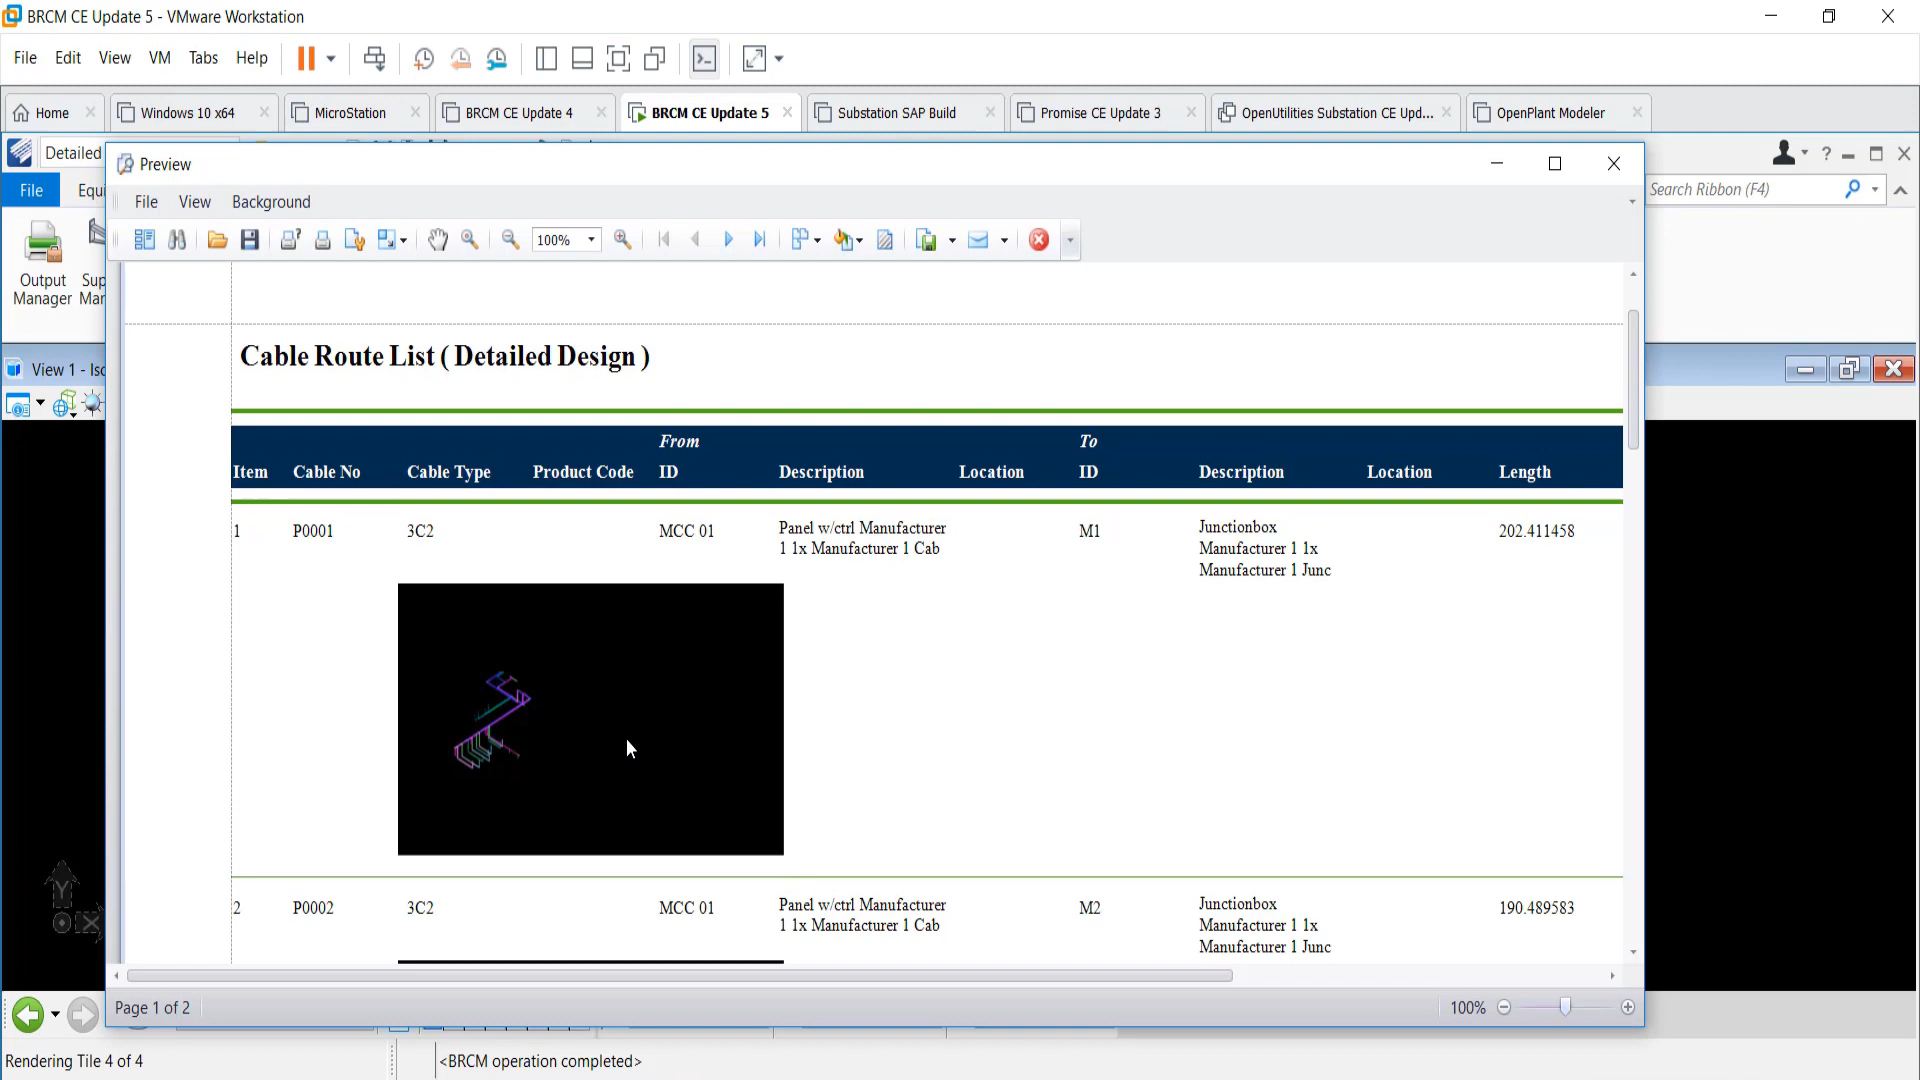 BRCM CE Update 5 - VMware Workstation
File Edit View VM Tabs Help
Home Windows 10 x64 MicroStation BRCM CE Update 4 BRCM CE Update 5 Substation SAP Build Promise CE Update 3 OpenUtilities Substation CE Upd... OpenPlant Modeler
Detailed
Preview
File Equi
Search Ribbon (F4)
File View Background
100%
Output
Manager
Sup
Mar
View 1 - Iso
Cable Route List ( Detailed Design )
From To
Item Cable No Cable Type Product Code ID Description Location ID Description Location Length
1 P0001 3C2 MCC 01 Panel w/ctrl Manufacturer M1 Junctionbox 202.411458
1 1x Manufacturer 1 Cab Manufacturer 1 1x
Manufacturer 1 Junc
2 P0002 3C2 MCC 01 Panel w/ctrl Manufacturer M2 Junctionbox 190.489583
1 1x Manufacturer 1 Cab Manufacturer 1 1x
Manufacturer 1 Junc
Y
X
Page 1 of 2
100%
Rendering Tile 4 of 4
<BRCM operation completed>